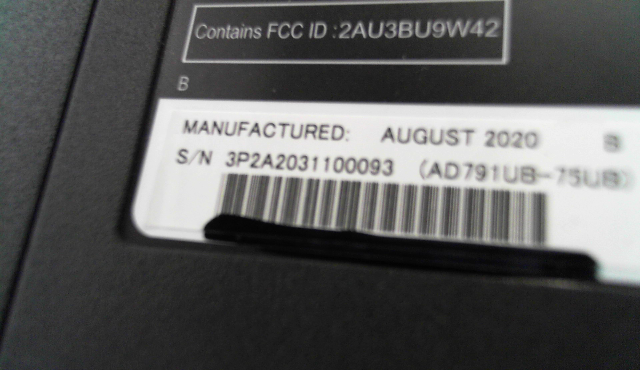 Contains FCC ID :2AU3BU9W42
B
MANUFACTURED: AUGUST 2020 B
S/N 3P2A2031100093 (AD791UB-75UB)